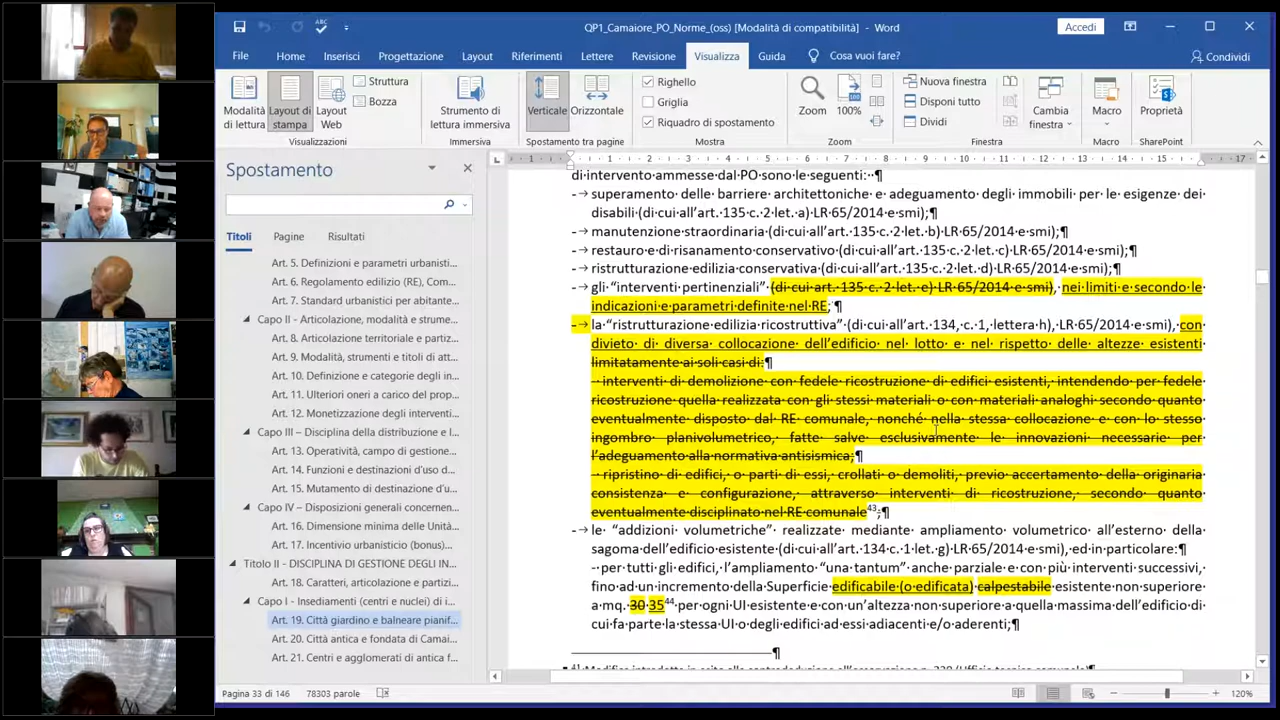 QP1_Camaiore_PO_Norme_(oss) [Modalità di compatibilità] - Word
Accedi
File Home Inserisci Progettazione Layout Riferimenti Lettere Revisione Visualizza Guida Cosa vuoi fare? Condividi
Modalità di lettura
Layout di stampa
Layout Web
Struttura
Bozza
Visualizzazioni
Strumento di lettura immersiva
Immersiva
Verticale
Orizzontale
Spostamento tra pagine
Righello
Griglia
Riquadro di spostamento
Mostra
Zoom
100%
Zoom
Nuova finestra
Disponi tutto
Dividi
Cambia finestra
Finestra
Macro
Macro
Proprietà
SharePoint
Spostamento
Titoli Pagine Risultati
Art. 5. Definizioni e parametri urbanisti...
Art. 6. Regolamento edilizio (RE), Com...
Art. 7. Standard urbanistici per abitante...
Capo II - Articolazione, modalità e strume...
Art. 8. Articolazione territoriale e partiz...
Art. 9. Modalità, strumenti e titoli di att...
Art. 10. Definizione e categorie degli in...
Art. 11. Ulteriori oneri a carico del prop...
Art. 12. Monetizzazione degli interventi...
Capo III – Disciplina della distribuzione e l...
Art. 13. Operatività, campo di gestione...
Art. 14. Funzioni e destinazioni d'uso d...
Art. 15. Mutamento di destinazione d'u...
Capo IV – Disposizioni generali concernen...
Art. 16. Dimensione minima delle Unità...
Art. 17. Incentivio urbanisticio (bonus)...
Titolo II - DISCIPLINA DI GESTIONE DEGLI IN...
Art. 18. Caratteri, articolazione e partizi...
Capo I - Insediamenti (centri e nuclei) di i...
Art. 19. Città giardino e balneare pianif...
Art. 20. Città antica e fondata di Camai...
Art. 21. Centri e agglomerati di antica f...
di intervento ammesse dal PO sono le seguenti: ¶
- → superamento delle barriere architettoniche e adeguamento degli immobili per le esigenze dei
disabili (di cui all'art. 135 c. 2 let. a) LR 65/2014 e smi);¶
- → manutenzione straordinaria (di cui all'art. 135 c. 2 let. b) LR 65/2014 e smi);¶
- → restauro e di risanamento conservativo (di cui all'art. 135 c. 2 let. c) LR 65/2014 e smi);¶
- → ristrutturazione edilizia conservativa (di cui all'art. 135 c. 2 let. d) LR 65/2014 e smi);¶
- → gli “interventi pertinenziali” (di cui art. 135 c. 2 let. e) LR 65/2014 e smi), nei limiti e secondo le
indicazioni e parametri definite nel RE; ¶
- → la “ristrutturazione edilizia ricostruttiva” (di cui all'art. 134, c. 1, lettera h), LR 65/2014 e smi), con
divieto di diversa collocazione dell'edificio nel lotto e nel rispetto delle altezze esistenti
limitatamente ai soli casi di:¶
- interventi di demolizione con fedele ricostruzione di edifici esistenti, intendendo per fedele
ricostruzione quella realizzata con gli stessi materiali o con materiali analoghi secondo quanto
eventualmente disposto dal RE comunale, nonché nella stessa collocazione e con lo stesso
ingombro planivolumetrico, fatte salve esclusivamente le innovazioni necessarie per
l'adeguamento alla normativa antisismica;¶
- ripristino di edifici, o parti di essi, crollati o demoliti, previo accertamento della originaria
consistenza e configurazione, attraverso interventi di ricostruzione, secondo quanto
eventualmente disciplinato nel RE comunale43;¶
- → le “addizioni volumetriche” realizzate mediante ampliamento volumetrico all'esterno della
sagoma dell'edificio esistente (di cui all'art. 134 c. 1 let. g) LR 65/2014 e smi), ed in particolare:¶
- per tutti gli edifici, l'ampliamento “una tantum” anche parziale e con più interventi successivi,
fino ad un incremento della Superficie edificabile (o edificata) calpestabile esistente non superiore
a mq. 30 35 44 per ogni UI esistente e con un'altezza non superiore a quella massima dell'edificio di
cui fa parte la stessa UI o degli edifici ad essi adiacenti e/o aderenti;¶
Pagina 33 di 146 78303 parole 120%